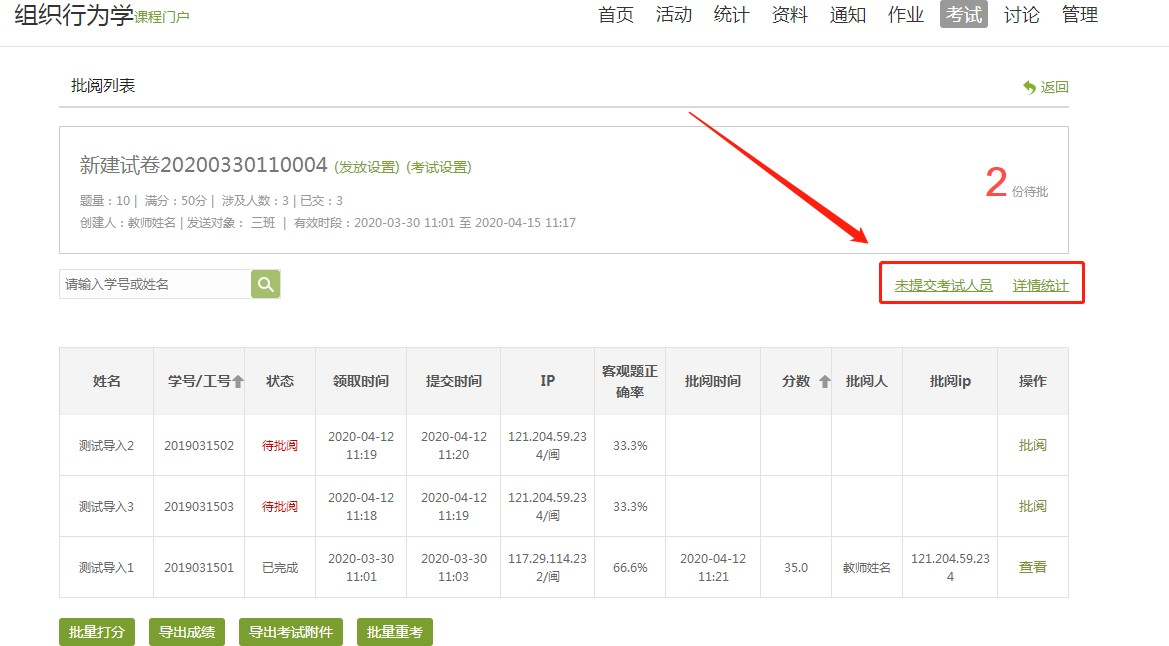 组织行为学课程门户 首页 活动 统计 资料 通知 作业 考试 讨论 管理
批阅列表 返回
新建试卷20200330110004 (发放设置) (考试设置)
题量：10 | 满分：50分 | 涉及人数：3 | 已交：3
2 份待批
创建人：教师姓名 | 发送对象： 三班 | 有效时段：2020-03-30 11:01 至 2020-04-15 11:17
请输入学号或姓名 未提交考试人员 详情统计
姓名 学号/工号 状态 领取时间 提交时间 IP 客观题正确率 批阅时间 分数 批阅人 批阅ip 操作
测试导入2 2019031502 待批阅 2020-04-12 11:19 2020-04-12 11:20 121.204.59.234/闽 33.3% 批阅
测试导入3 2019031503 待批阅 2020-04-12 11:18 2020-04-12 11:19 121.204.59.234/闽 33.3% 批阅
测试导入1 2019031501 已完成 2020-03-30 11:01 2020-03-30 11:03 117.29.114.232/闽 66.6% 2020-04-12 11:21 35.0 教师姓名 121.204.59.234 查看
批量打分 导出成绩 导出考试附件 批量重考